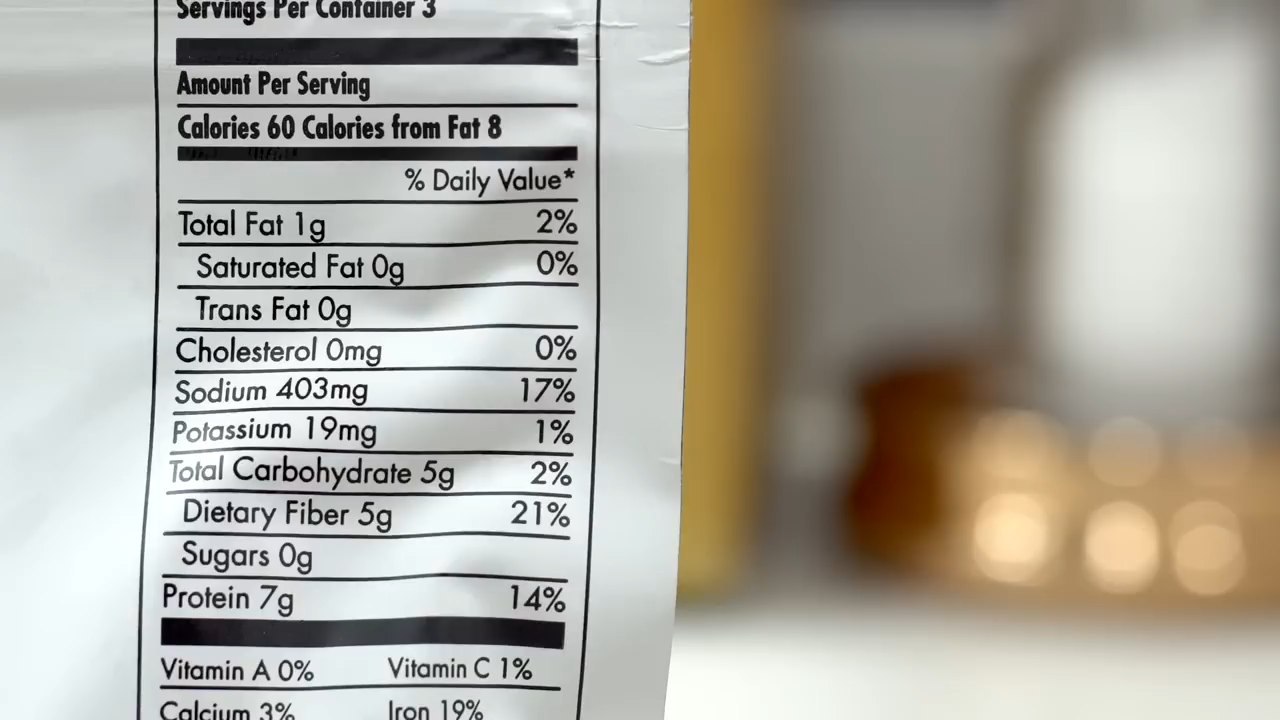 Servings Per Container 3
Amount Per Serving
Calories 60 Calories from Fat 8
% Daily Value*
Total Fat 1g 2%
Saturated Fat 0g 0%
Trans Fat 0g
Cholesterol 0mg 0%
Sodium 403mg 17%
Potassium 19mg 1%
Total Carbohydrate 5g 2%
Dietary Fiber 5g 21%
Sugars 0g
Protein 7g 14%
Vitamin A 0% Vitamin C 1%
Calcium 3% Iron 19%